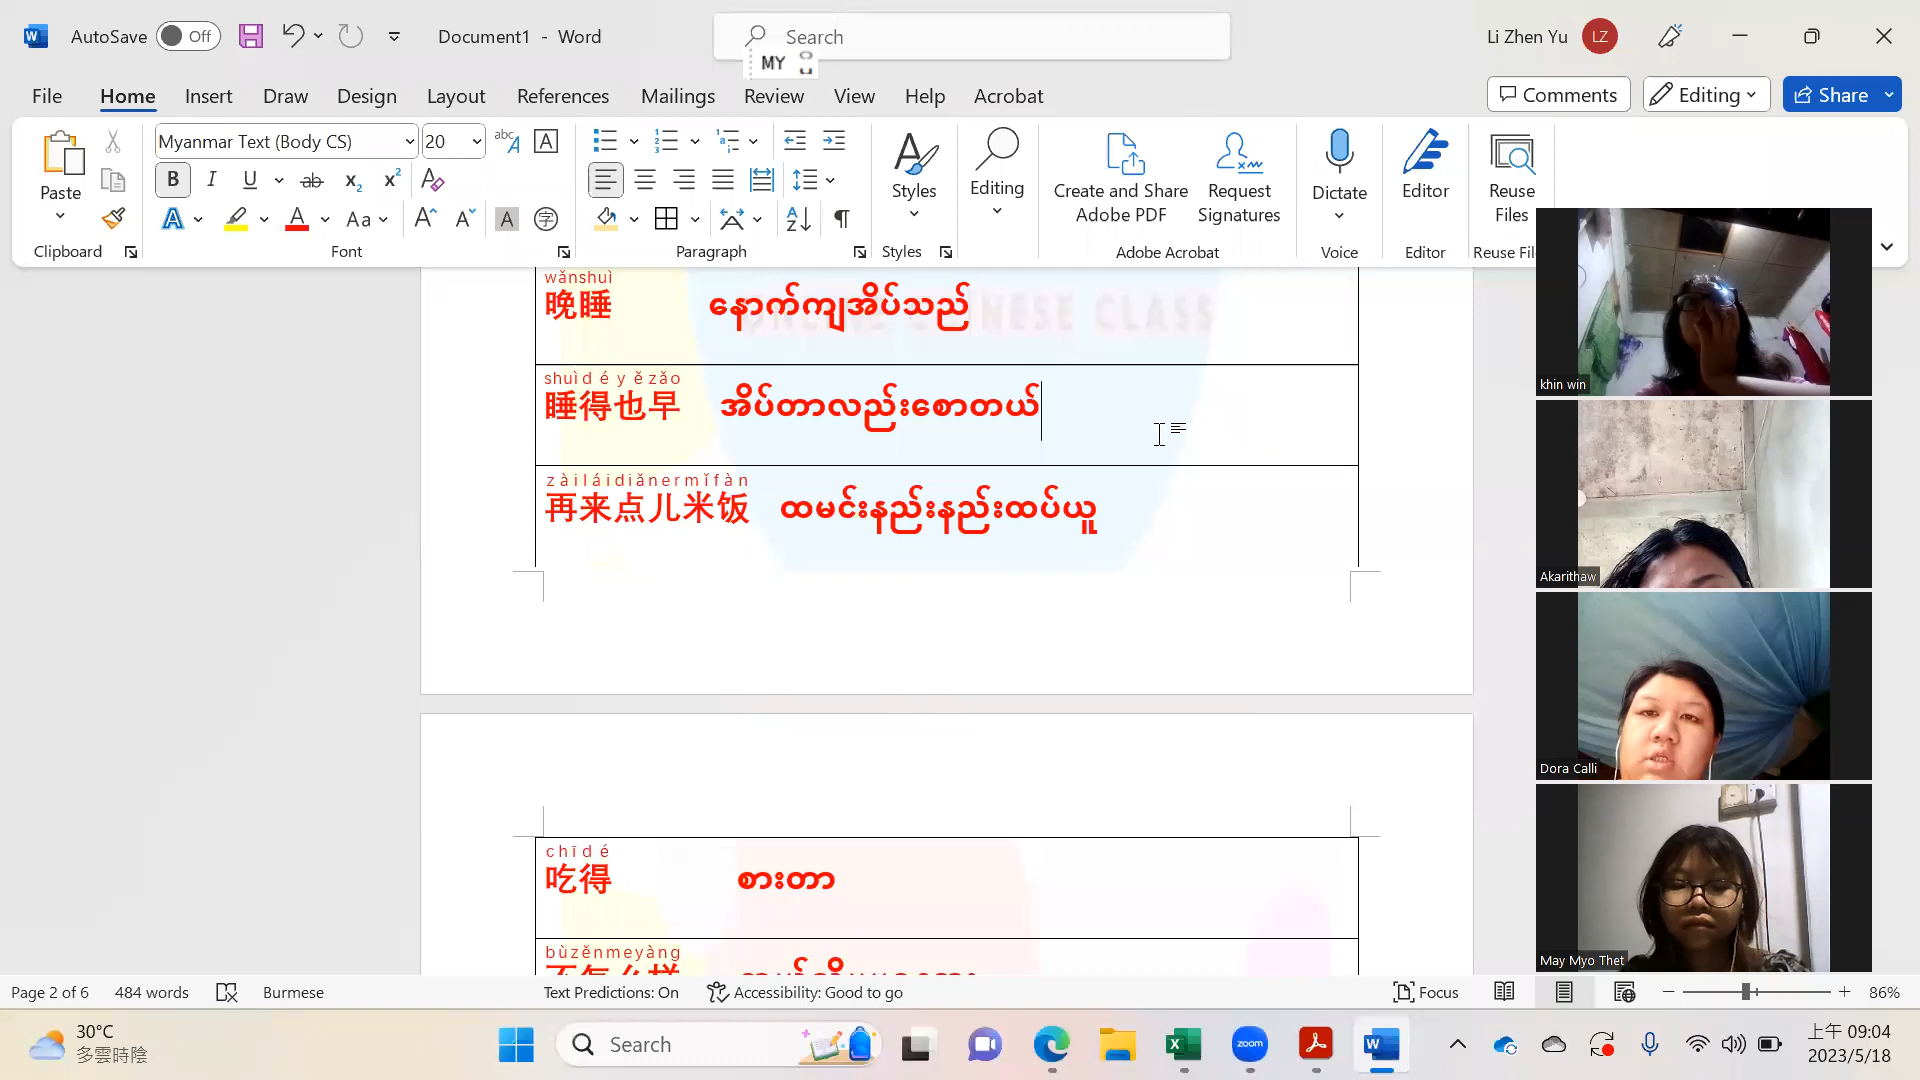 AutoSave Off Document1 - Word Search Li Zhen Yu LZ
MY
File Home Insert Draw Design Layout References Mailings Review View Help Acrobat Comments Editing Share
Myanmar Text (Body CS) 20
Paste Styles Editing Create and Share Adobe PDF Request Signatures Dictate Editor Reuse Files
Clipboard Font Paragraph Styles Adobe Acrobat Voice Editor Reuse Fil
wǎnshuì
晚睡 နောက်ကျအိပ်သည်
shuìdéyězǎo
睡得也早 အိပ်တာလည်းစောတယ်
zàiláidiǎnermǐfàn
再来点儿米饭 ထမင်းနည်းနည်းထပ်ယူ
chīdé
吃得 စားတာ
bùzěnmeyàng
khin win
Akarithaw
Dora Calli
May Myo Thet
Page 2 of 6 484 words Burmese Text Predictions: On Accessibility: Good to go Focus 86%
30°C
多雲時陰
Search
zoom
上午 09:04
2023/5/18